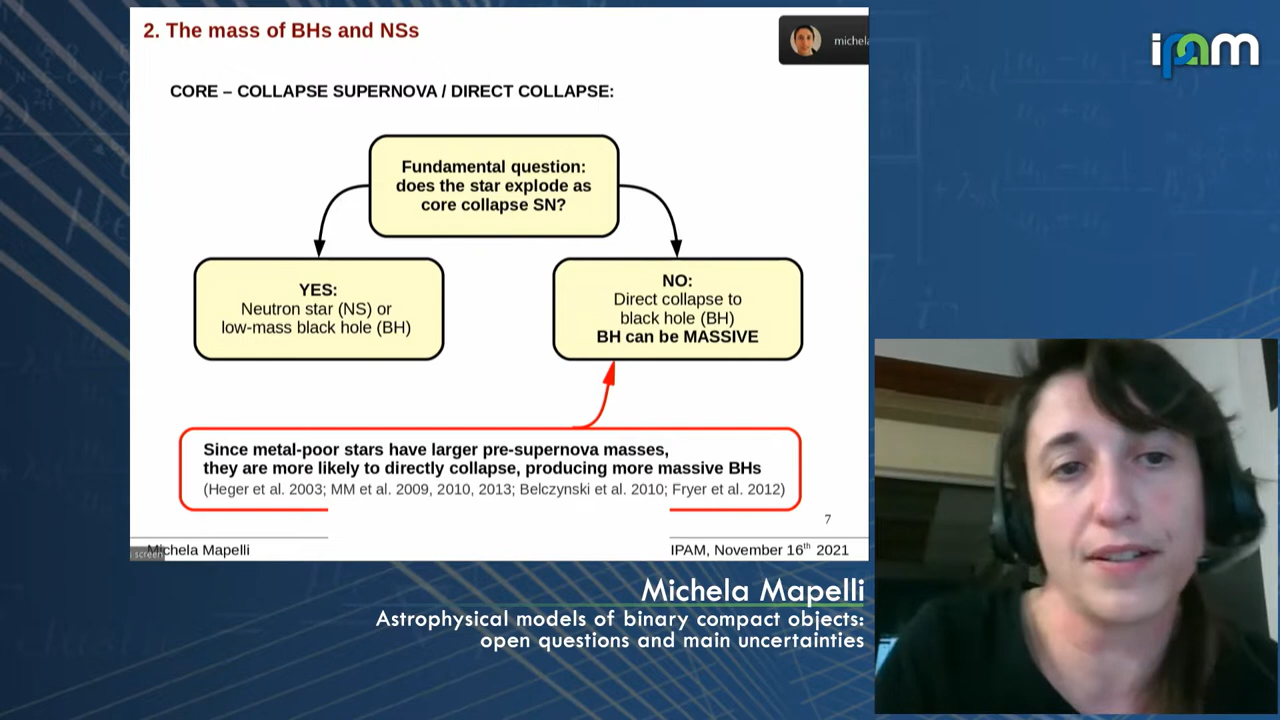 2. The mass of BHs and NSs
michela
ipam
CORE – COLLAPSE SUPERNOVA / DIRECT COLLAPSE:
Fundamental question:
does the star explode as
core collapse SN?
YES:
Neutron star (NS) or
low-mass black hole (BH)
NO:
Direct collapse to
black hole (BH)
BH can be MASSIVE
Since metal-poor stars have larger pre-supernova masses,
they are more likely to directly collapse, producing more massive BHs
(Heger et al. 2003; MM et al. 2009, 2010, 2013; Belczynski et al. 2010; Fryer et al. 2012)
7
screen
Michela Mapelli
IPAM, November 16th 2021
Michela Mapelli
Astrophysical models of binary compact objects:
open questions and main uncertainties